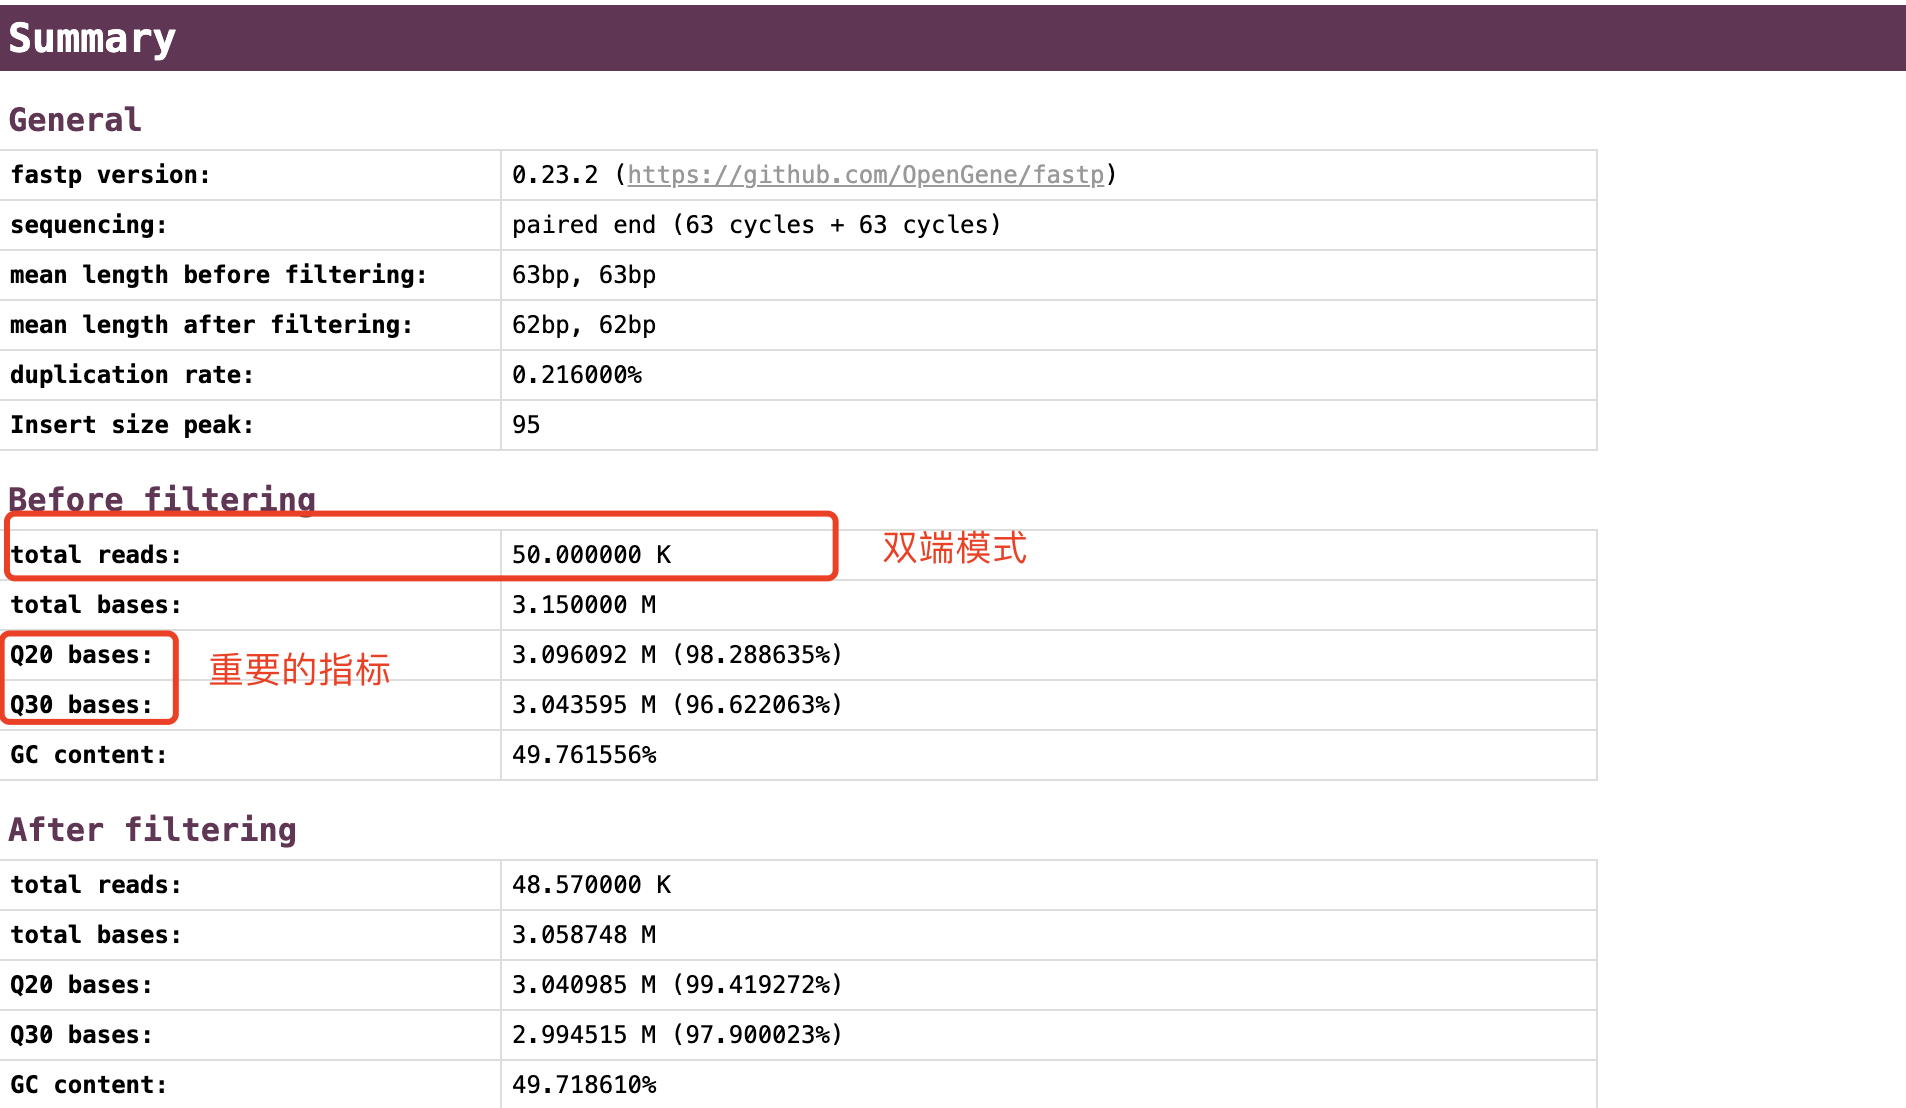 Summary
General
fastp version: 0.23.2 (https://github.com/OpenGene/fastp)
sequencing: paired end (63 cycles + 63 cycles)
mean length before filtering: 63bp, 63bp
mean length after filtering: 62bp, 62bp
duplication rate: 0.216000%
Insert size peak: 95
Before filtering
total reads: 50.000000 K 双端模式
total bases: 3.150000 M
Q20 bases: 3.096092 M (98.288635%)
重要的指标
Q30 bases: 3.043595 M (96.622063%)
GC content: 49.761556%
After filtering
total reads: 48.570000 K
total bases: 3.058748 M
Q20 bases: 3.040985 M (99.419272%)
Q30 bases: 2.994515 M (97.900023%)
GC content: 49.718610%